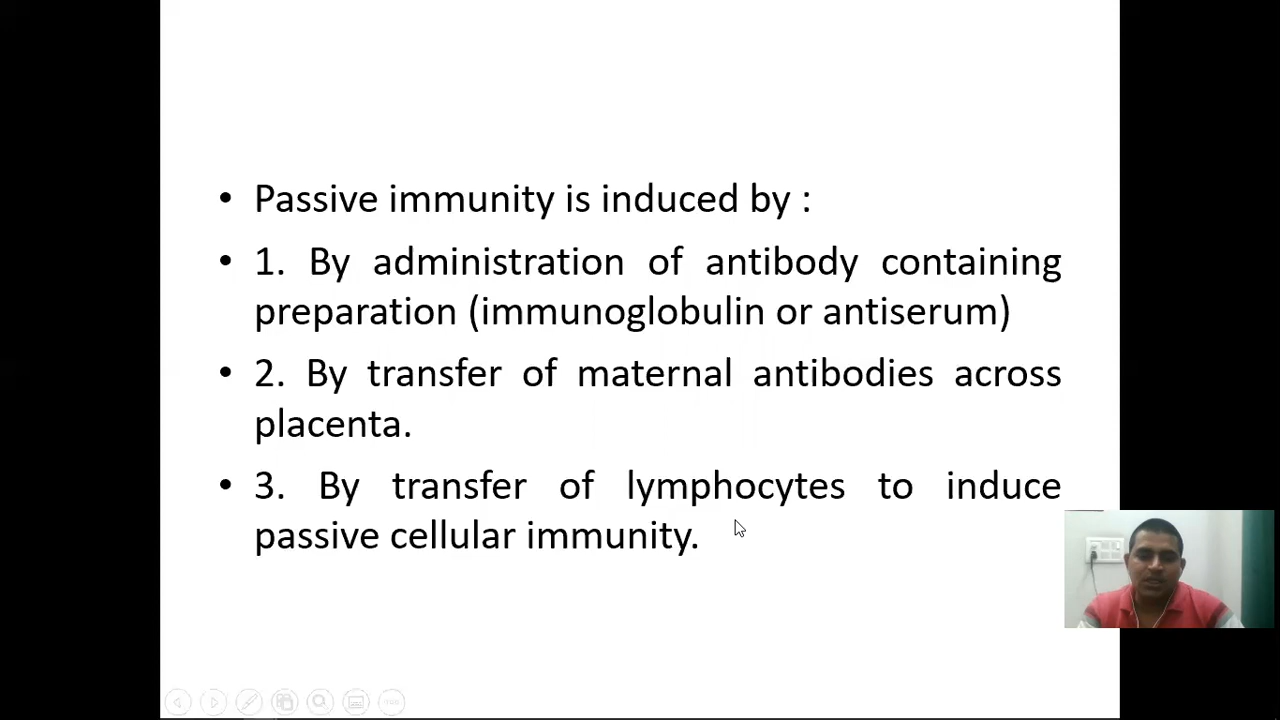 • Passive immunity is induced by :
• 1. By administration of antibody containing
preparation (immunoglobulin or antiserum)
• 2. By transfer of maternal antibodies across
placenta.
• 3. By transfer of lymphocytes to induce
passive cellular immunity.